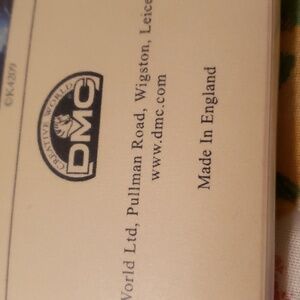 ©K4209
CREATIVE WORLD
DMC
World Ltd, Pullman Road, Wigston, Leice
www.dmc.com
Made In England